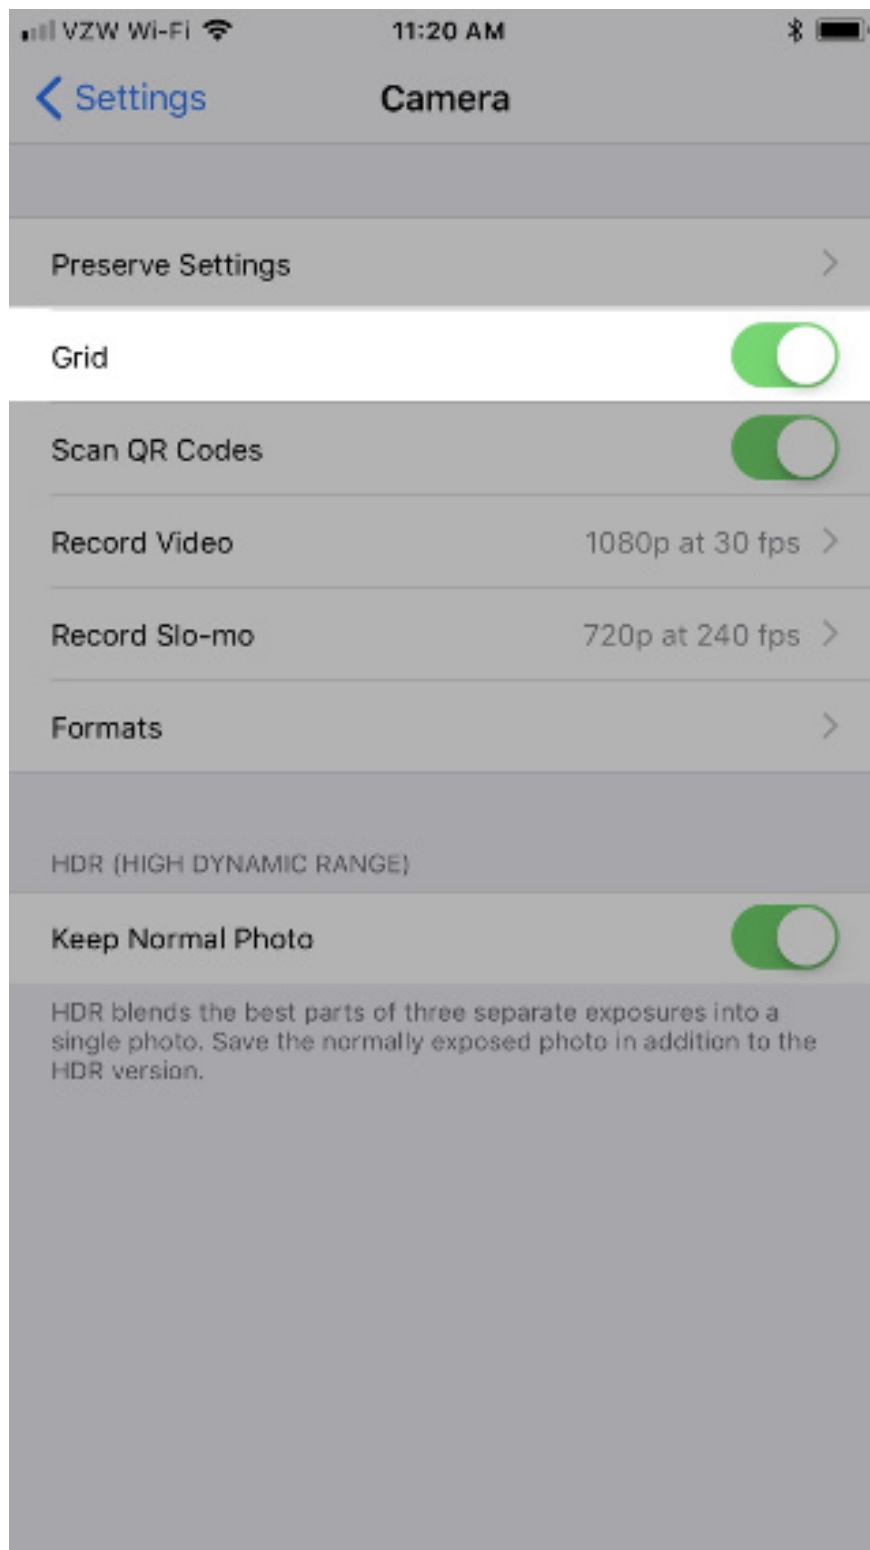 VZW Wi-Fi 11:20 AM
Settings Camera
Preserve Settings
Grid
Scan QR Codes
Record Video 1080p at 30 fps
Record Slo-mo 720p at 240 fps
Formats
HDR (HIGH DYNAMIC RANGE)
Keep Normal Photo
HDR blends the best parts of three separate exposures into a
single photo. Save the normally exposed photo in addition to the
HDR version.